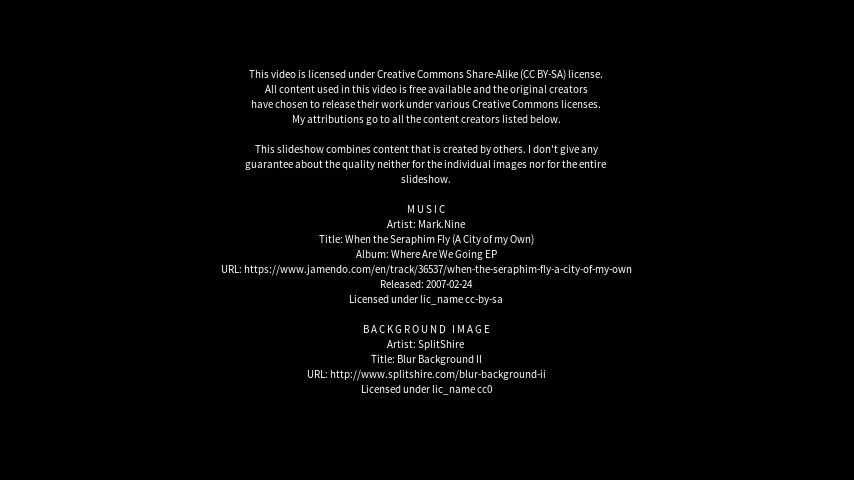 This video is licensed under Creative Commons Share-Alike (CC BY-SA) license.
All content used in this video is free available and the original creators
have chosen to release their work under various Creative Commons licenses.
My attributions go to all the content creators listed below.
This slideshow combines content that is created by others. I don't give any
guarantee about the quality neither for the individual images nor for the entire
slideshow.
MUSIC
Artist: Mark.Nine
Title: When the Seraphim Fly (A City of my Own)
Album: Where Are We Going EP
URL: https://www.jamendo.com/en/track/36537/when-the-seraphim-fly-a-city-of-my-own
Released: 2007-02-24
Licensed under lic_name cc-by-sa
BACKGROUND IMAGE
Artist: SplitShire
Title: Blur Background II
URL: http://www.splitshire.com/blur-background-ii
Licensed under lic_name cc0